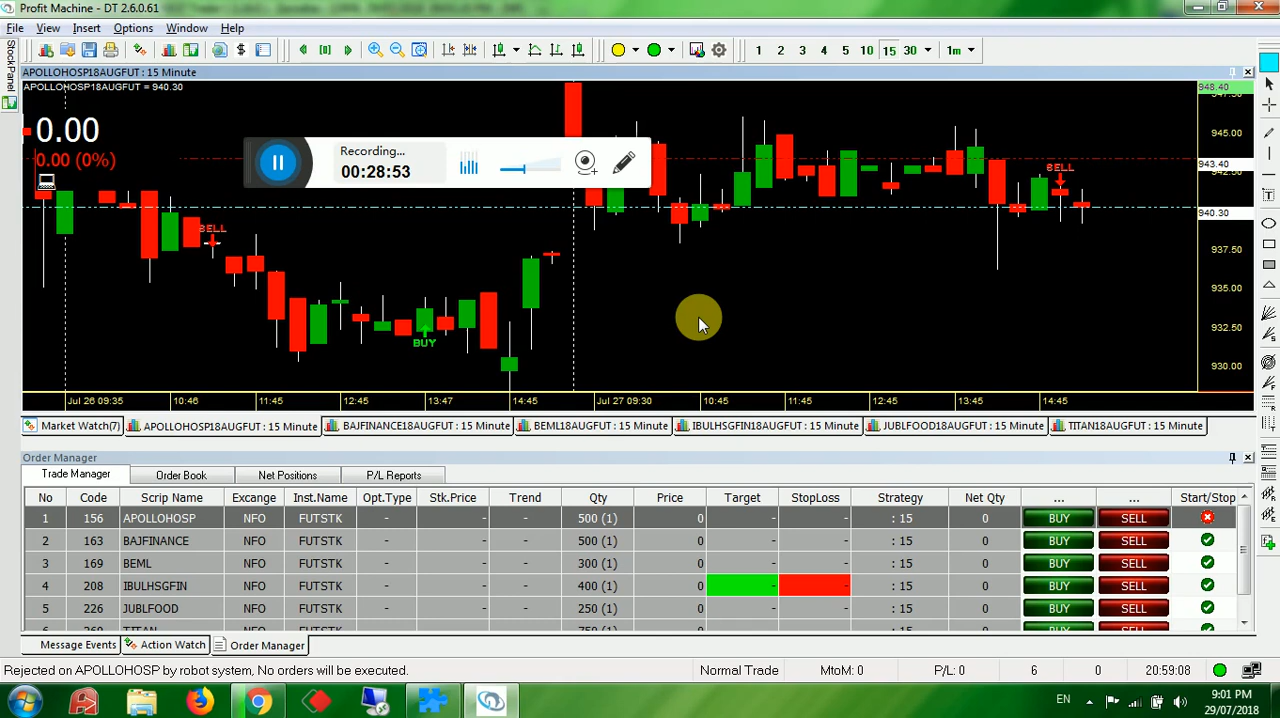 Profit Machine - DT 2.6.0.61
File View Insert Options Window Help
1 2 3 4 5 10 15 30 1m
StockPanel
APOLLOHOSP18AUGFUT : 15 Minute
APOLLOHOSP18AUGFUT = 940.30
0.00
0.00 (0%)
Recording...
00:28:53
SELL
BUY
SELL
948.40
945.00
943.40
942.50
940.30
937.50
935.00
932.50
930.00
Jul 26 09:35 10:46 11:45 12:45 13:47 14:45 Jul 27 09:30 10:45 11:45 12:45 13:45 14:45
Market Watch(7) APOLLOHOSP18AUGFUT : 15 Minute BAJFINANCE18AUGFUT : 15 Minute BEML18AUGFUT : 15 Minute IBULHSGFIN18AUGFUT : 15 Minute JUBLFOOD18AUGFUT : 15 Minute TITAN18AUGFUT : 15 Minute
Order Manager
Trade Manager Order Book Net Positions P/L Reports
No Code Scrip Name Excange Inst.Name Opt.Type Stk.Price Trend Qty Price Target StopLoss Strategy Net Qty ... ... Start/Stop
1 156 APOLLOHOSP NFO FUTSTK - - - 500 (1) 0 - - : 15 0 BUY SELL
2 163 BAJFINANCE NFO FUTSTK - - - 500 (1) 0 - - : 15 0 BUY SELL
3 169 BEML NFO FUTSTK - - - 300 (1) 0 - - : 15 0 BUY SELL
4 208 IBULHSGFIN NFO FUTSTK - - - 400 (1) 0 - - : 15 0 BUY SELL
5 226 JUBLFOOD NFO FUTSTK - - - 250 (1) 0 - - : 15 0 BUY SELL
Message Events Action Watch Order Manager
Rejected on APOLLOHOSP by robot system, No orders will be executed. Normal Trade MtoM: 0 P/L: 0 6 0 20:59:08
EN 9:01 PM
29/07/2018